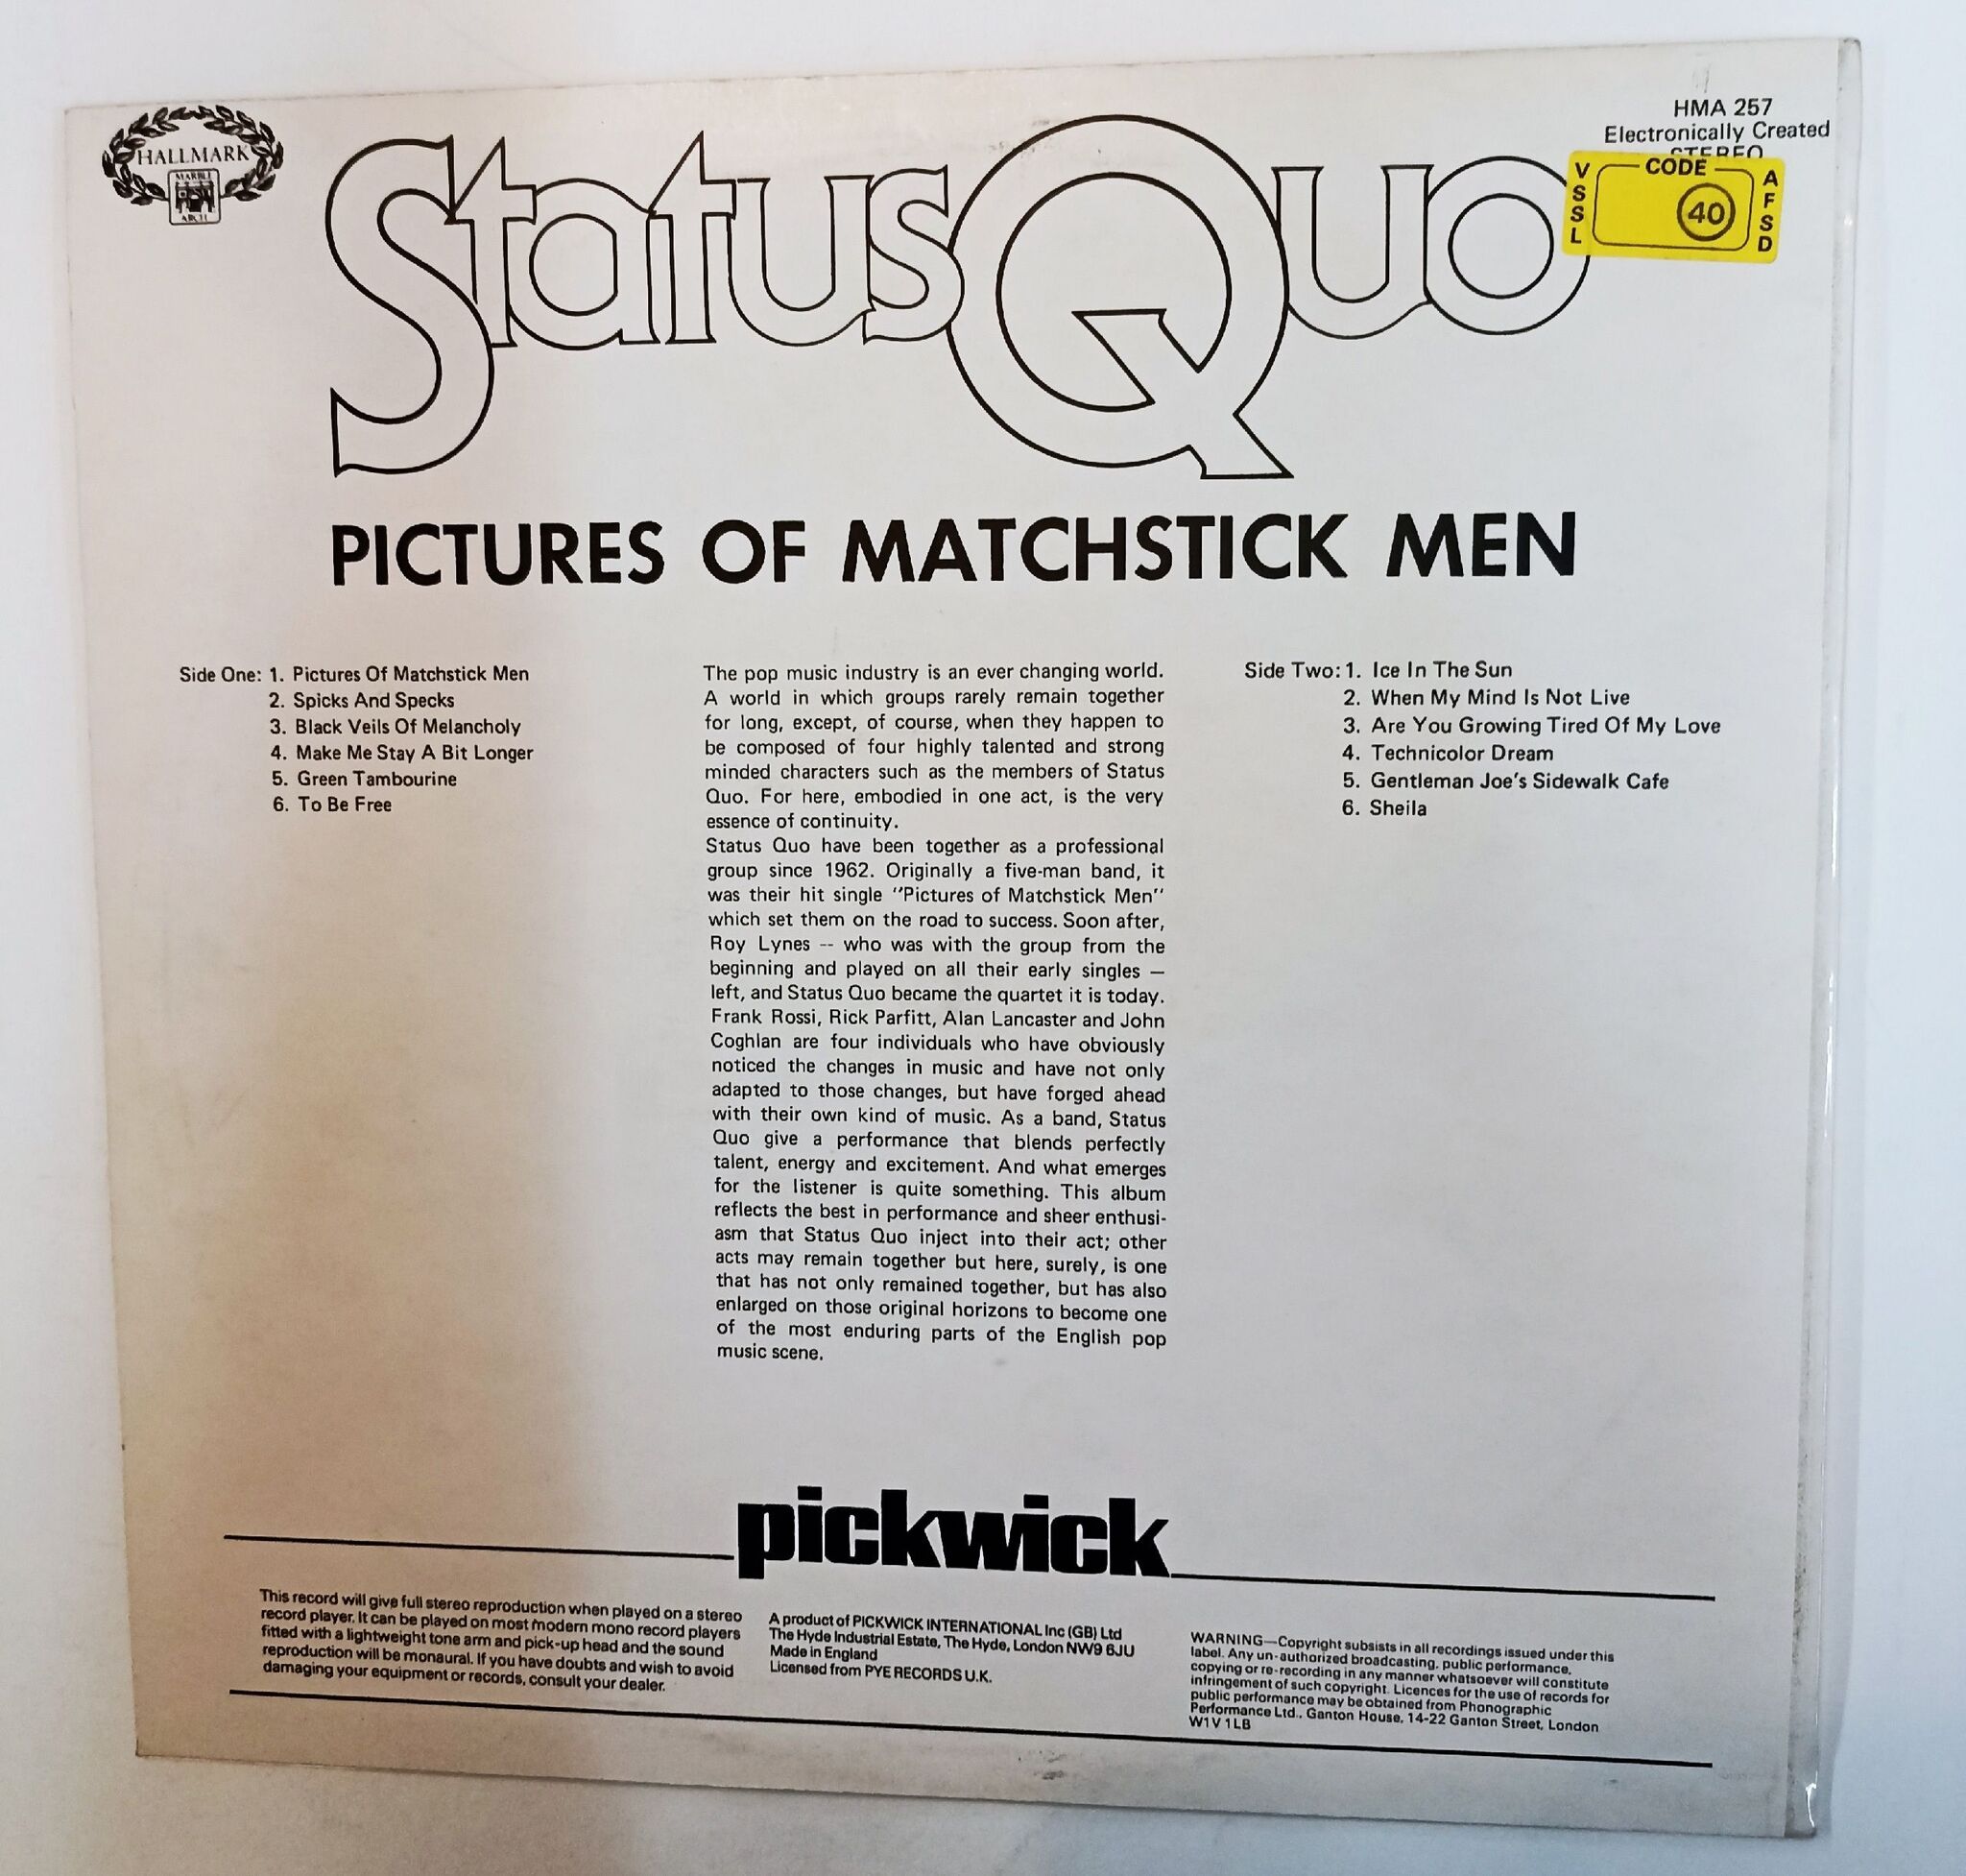 HALLMARK
MARBLE
ARCH
HMA 257
Electronically Created
STEREO
CODE
VSSL
40
AFSD
Status Quo
PICTURES OF MATCHSTICK MEN
Side One: 1. Pictures Of Matchstick Men
2. Spicks And Specks
3. Black Veils Of Melancholy
4. Make Me Stay A Bit Longer
5. Green Tambourine
6. To Be Free
The pop music industry is an ever changing world.
A world in which groups rarely remain together
for long, except, of course, when they happen to
be composed of four highly talented and strong
minded characters such as the members of Status
Quo. For here, embodied in one act, is the very
essence of continuity.
Status Quo have been together as a professional
group since 1962. Originally a five-man band, it
was their hit single "Pictures of Matchstick Men"
which set them on the road to success. Soon after,
Roy Lynes -- who was with the group from the
beginning and played on all their early singles —
left, and Status Quo became the quartet it is today.
Frank Rossi, Rick Parfitt, Alan Lancaster and John
Coghlan are four individuals who have obviously
noticed the changes in music and have not only
adapted to those changes, but have forged ahead
with their own kind of music. As a band, Status
Quo give a performance that blends perfectly
talent, energy and excitement. And what emerges
for the listener is quite something. This album
reflects the best in performance and sheer enthusi-
asm that Status Quo inject into their act; other
acts may remain together but here, surely, is one
that has not only remained together, but has also
enlarged on those original horizons to become one
of the most enduring parts of the English pop
music scene.
Side Two: 1. Ice In The Sun
2. When My Mind Is Not Live
3. Are You Growing Tired Of My Love
4. Technicolor Dream
5. Gentleman Joe's Sidewalk Cafe
6. Sheila
pickwick
This record will give full stereo reproduction when played on a stereo
record player. It can be played on most modern mono record players
fitted with a lightweight tone arm and pick-up head and the sound
reproduction will be monaural. If you have doubts and wish to avoid
damaging your equipment or records, consult your dealer.
A product of PICKWICK INTERNATIONAL Inc (GB) Ltd
The Hyde Industrial Estate, The Hyde, London NW9 6JU
Made in England
Licensed from PYE RECORDS U.K.
WARNING—Copyright subsists in all recordings issued under this
label. Any un-authorized broadcasting, public performance,
copying or re-recording in any manner whatsoever will constitute
infringement of such copyright. Licences for the use of records for
public performance may be obtained from Phonographic
Performance Ltd., Ganton House, 14-22 Ganton Street, London
W1V 1LB